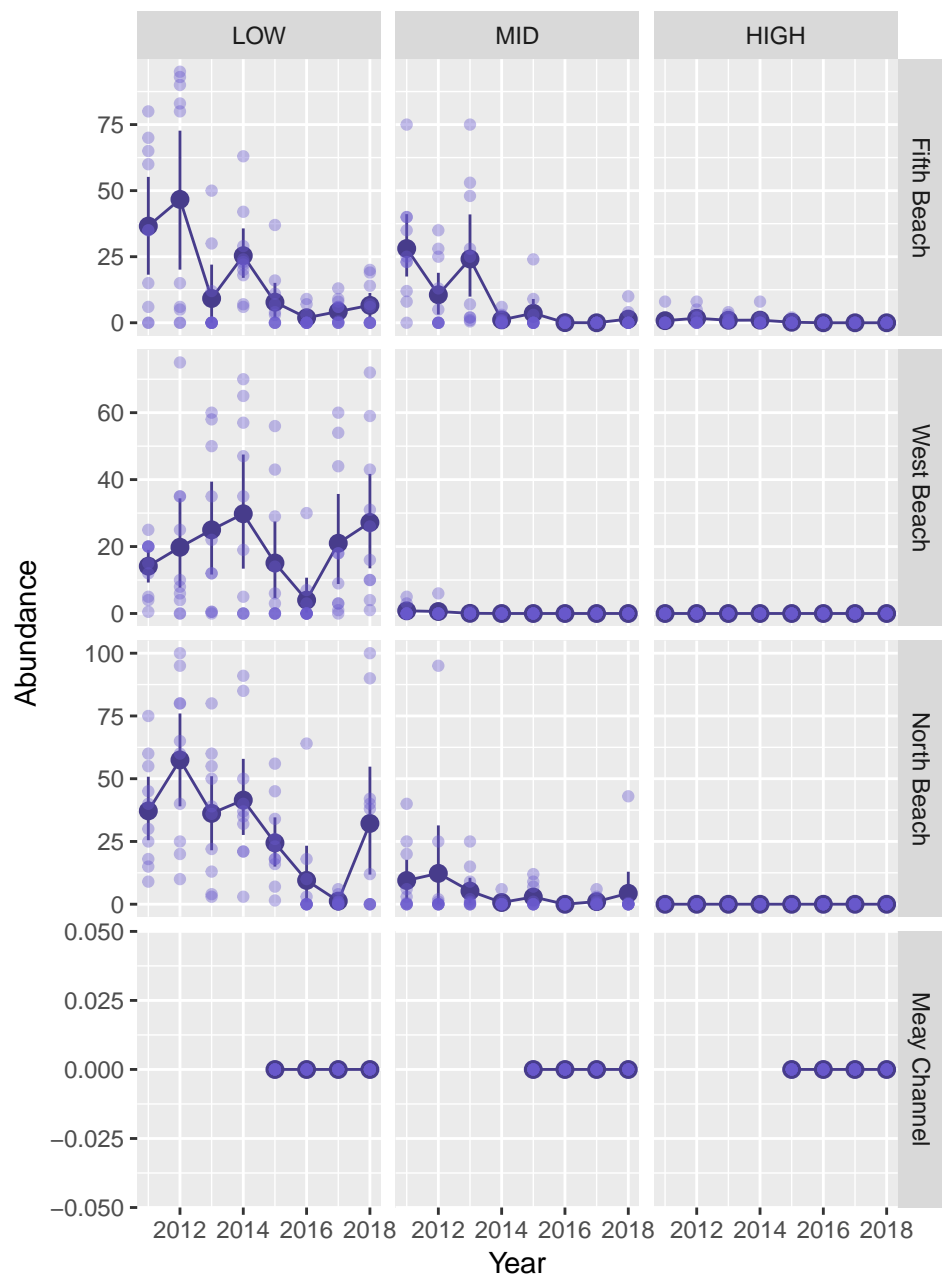 LOW MID HIGH
75
50
25
0
Fifth Beach
60
40
20
0
West Beach
Abundance
100
75
50
25
0
North Beach
0.050
0.025
0.000
−0.025
−0.050
Meay Channel
2012 2014 2016 2018 2012 2014 2016 2018 2012 2014 2016 2018
Year